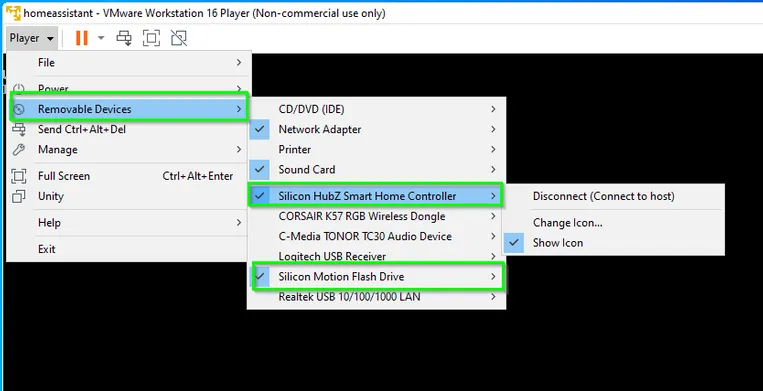 homeassistant - VMware Workstation 16 Player (Non-commercial use only)
Player
File
Power
Removable Devices
Send Ctrl+Alt+Del
Manage
Full Screen Ctrl+Alt+Enter
Unity
Help
Exit
CD/DVD (IDE)
Network Adapter
Printer
Sound Card
Silicon HubZ Smart Home Controller
CORSAIR K57 RGB Wireless Dongle
C-Media TONOR TC30 Audio Device
Logitech USB Receiver
Silicon Motion Flash Drive
Realtek USB 10/100/1000 LAN
Disconnect (Connect to host)
Change Icon...
Show Icon